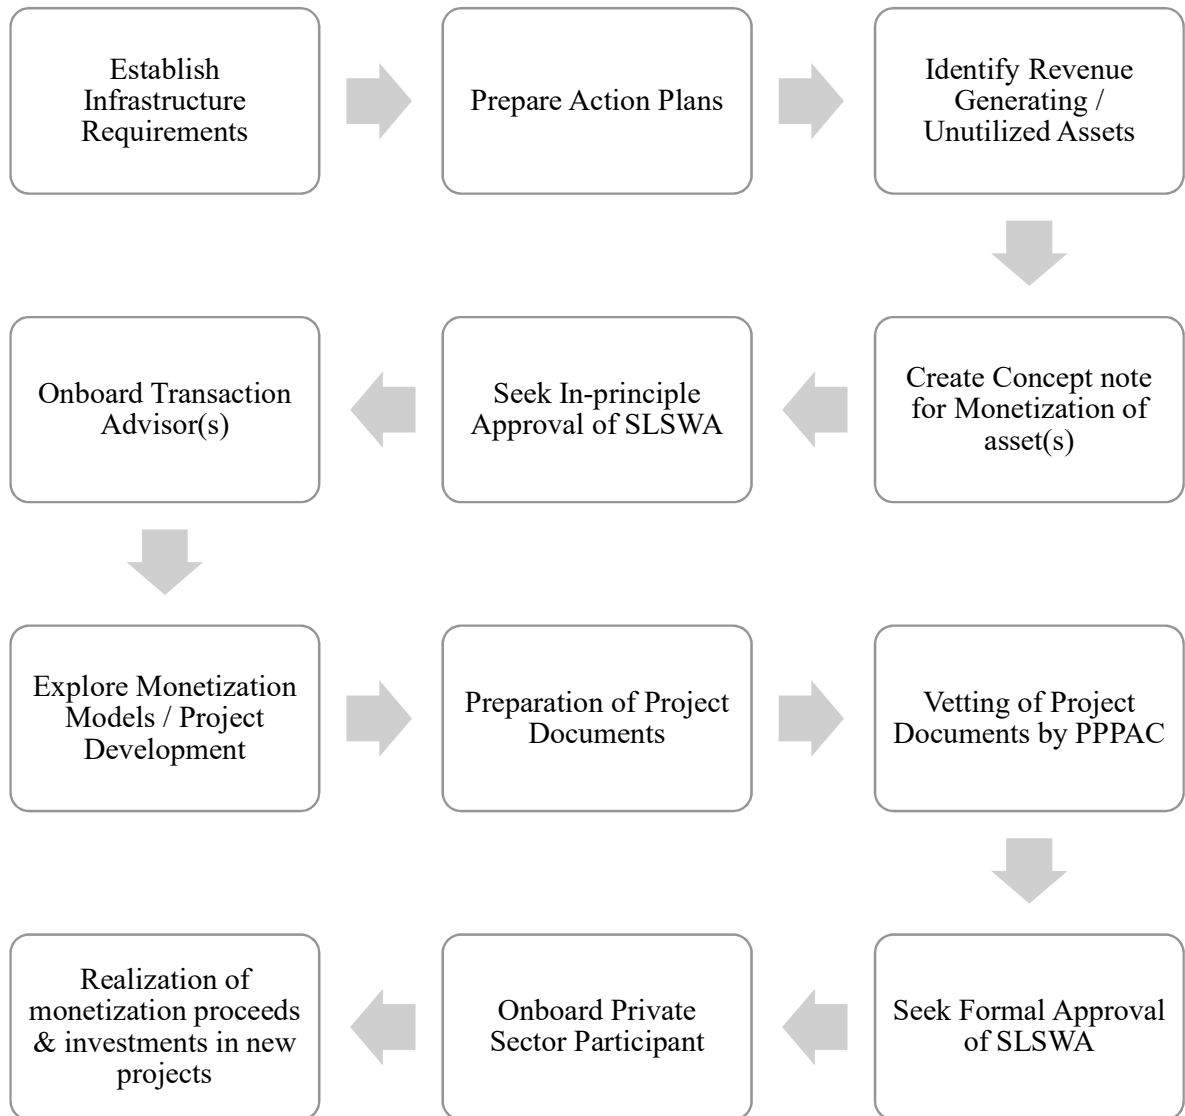 Establish
Infrastructure
Requirements
Prepare Action Plans
Identify Revenue
Generating /
Unutilized Assets
Create Concept note
for Monetization of
asset(s)
Seek In-principle
Approval of SLSWA
Onboard Transaction
Advisor(s)
Explore Monetization
Models / Project
Development
Preparation of Project
Documents
Vetting of Project
Documents by PPPAC
Seek Formal Approval
of SLSWA
Onboard Private
Sector Participant
Realization of
monetization proceeds
& investments in new
projects